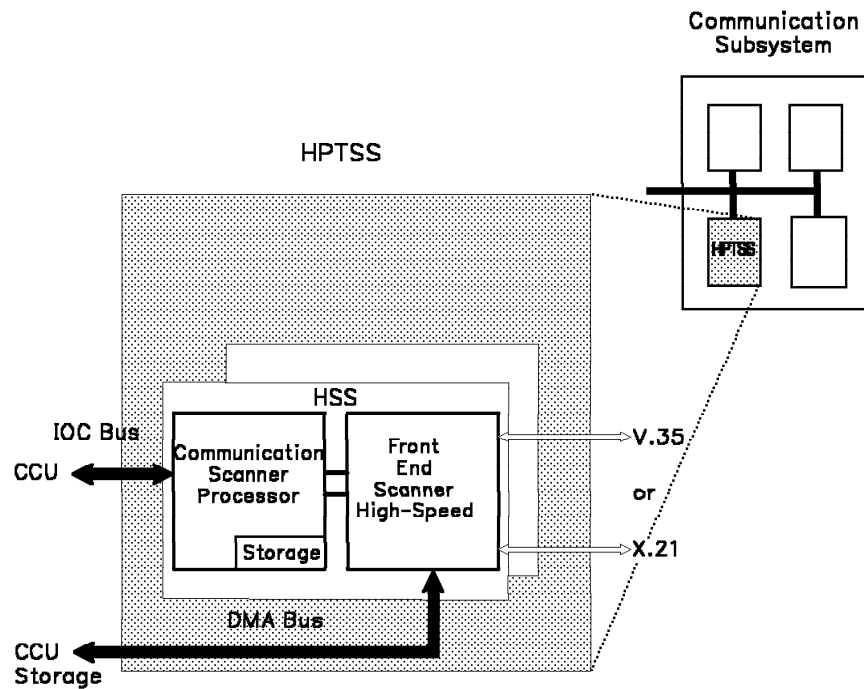 Communication
Subsystem
HPTSS
HPTSS
HSS
IOC Bus
CCU
Communication
Scanner
Processor
Storage
Front
End
Scanner
High-Speed
V.35
or
X.21
DMA Bus
CCU
Storage